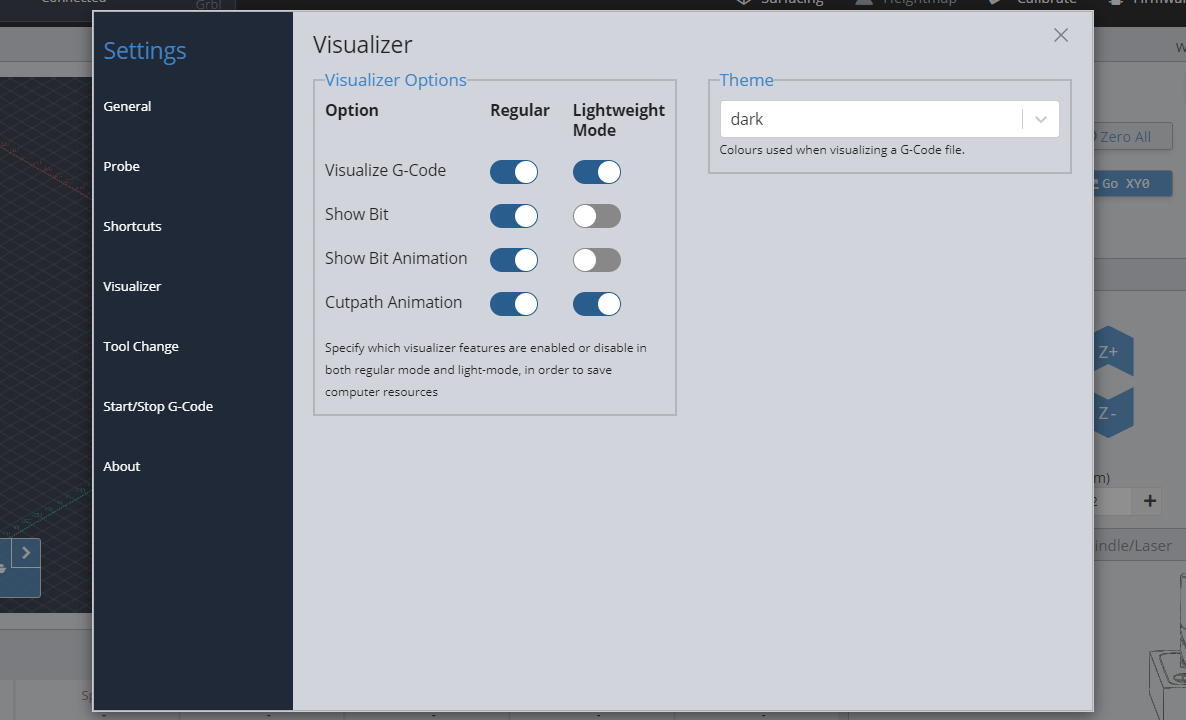 Connected
Grbl
Surfacing
Heightmap
Calibrate
Settings
General
Probe
Shortcuts
Visualizer
Tool Change
Start/Stop G-Code
About
Visualizer
Visualizer Options
Option Regular Lightweight
Mode
Visualize G-Code
Show Bit
Show Bit Animation
Cutpath Animation
Specify which visualizer features are enabled or disable in
both regular mode and light-mode, in order to save
computer resources
Theme
dark
Colours used when visualizing a G-Code file.
Zero All
Go XY0
Z+
Z-
m)
2
+
indle/Laser